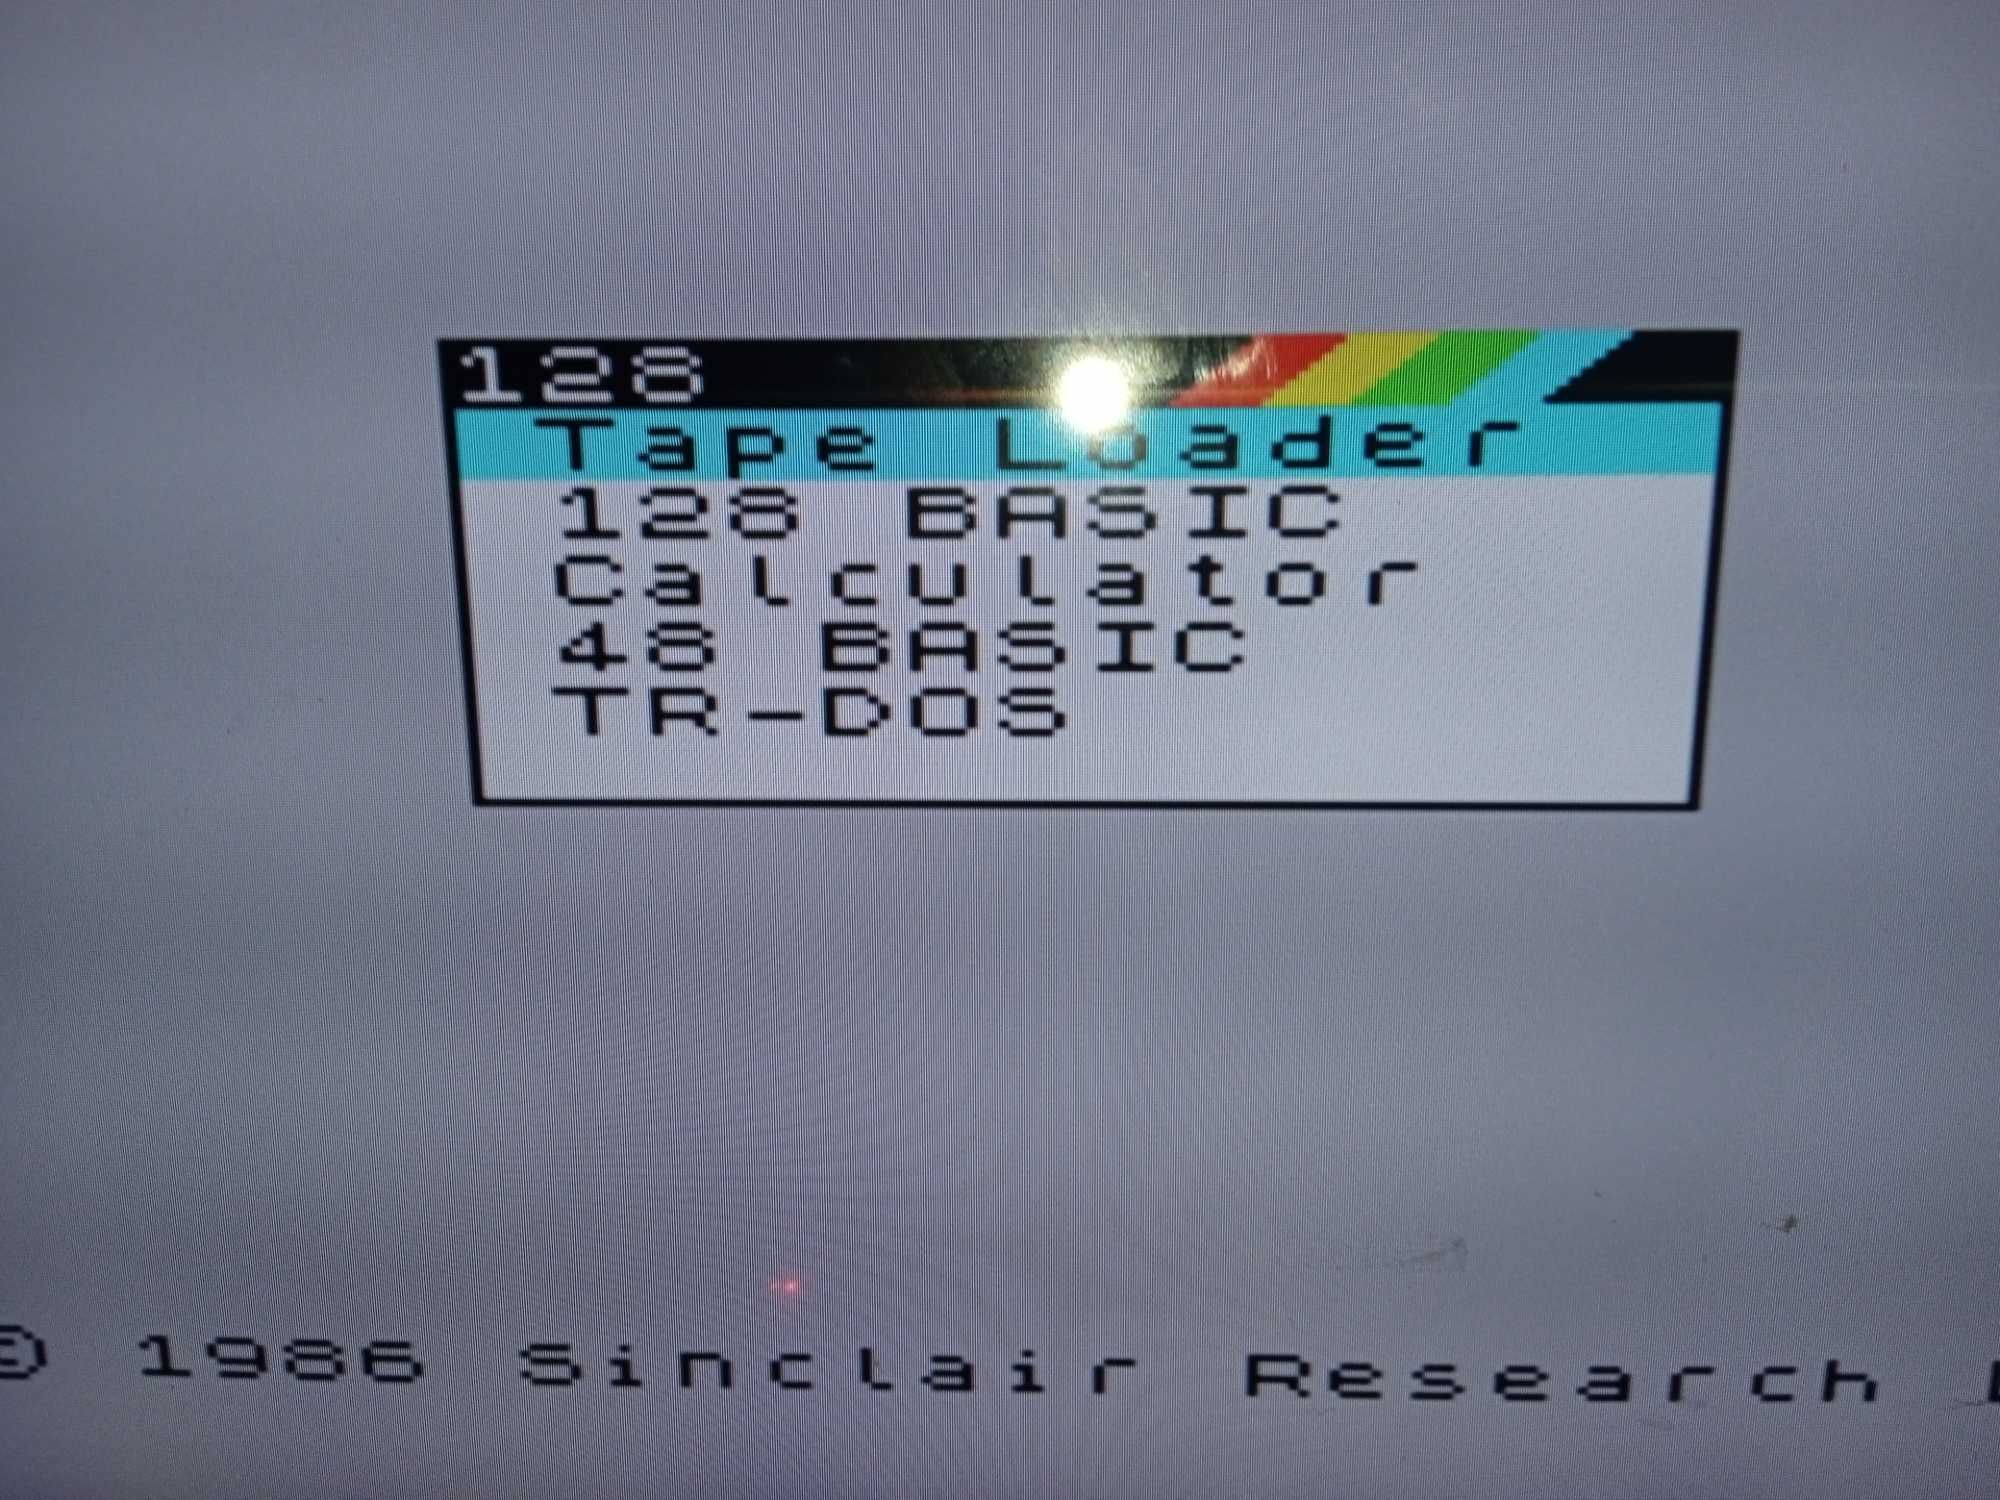 128
Tape Loader
128 BASIC
Calculator
48 BASIC
TR-DOS
© 1986 Sinclair Research